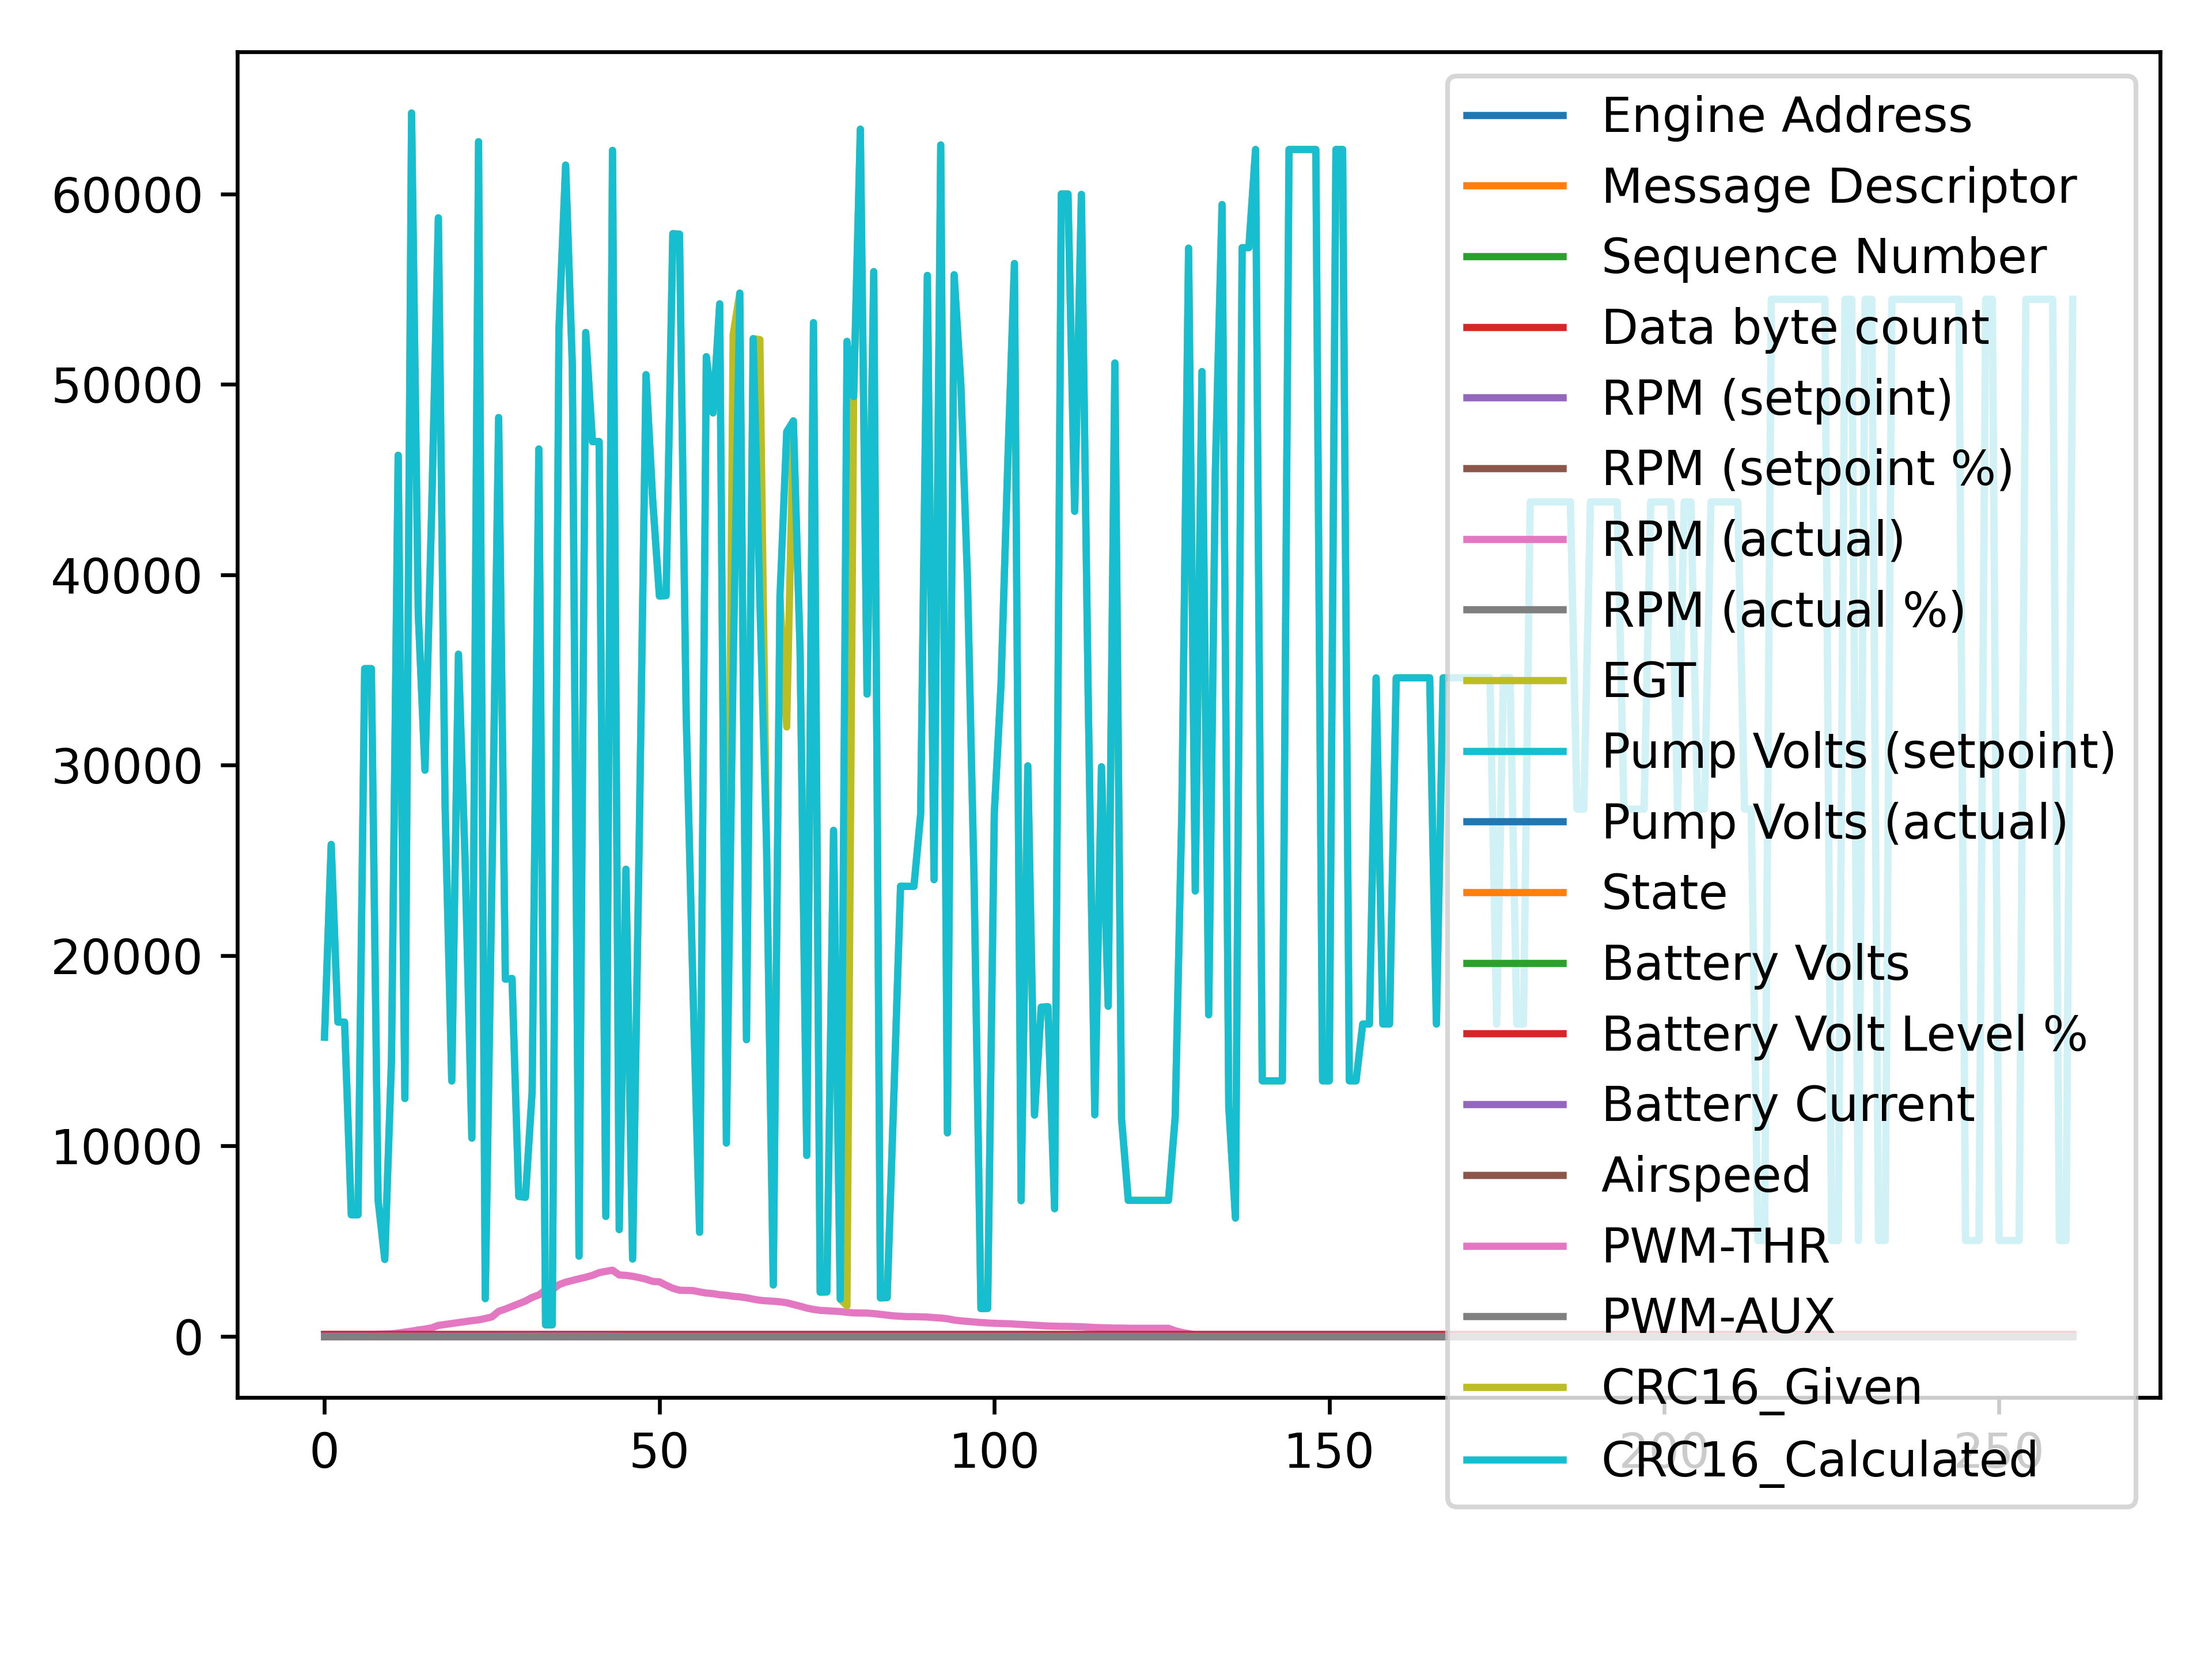 60000
50000
40000
30000
20000
10000
0
0 50 100 150 200 250
Engine Address
Message Descriptor
Sequence Number
Data byte count
RPM (setpoint)
RPM (setpoint %)
RPM (actual)
RPM (actual %)
EGT
Pump Volts (setpoint)
Pump Volts (actual)
State
Battery Volts
Battery Volt Level %
Battery Current
Airspeed
PWM-THR
PWM-AUX
CRC16_Given
CRC16_Calculated